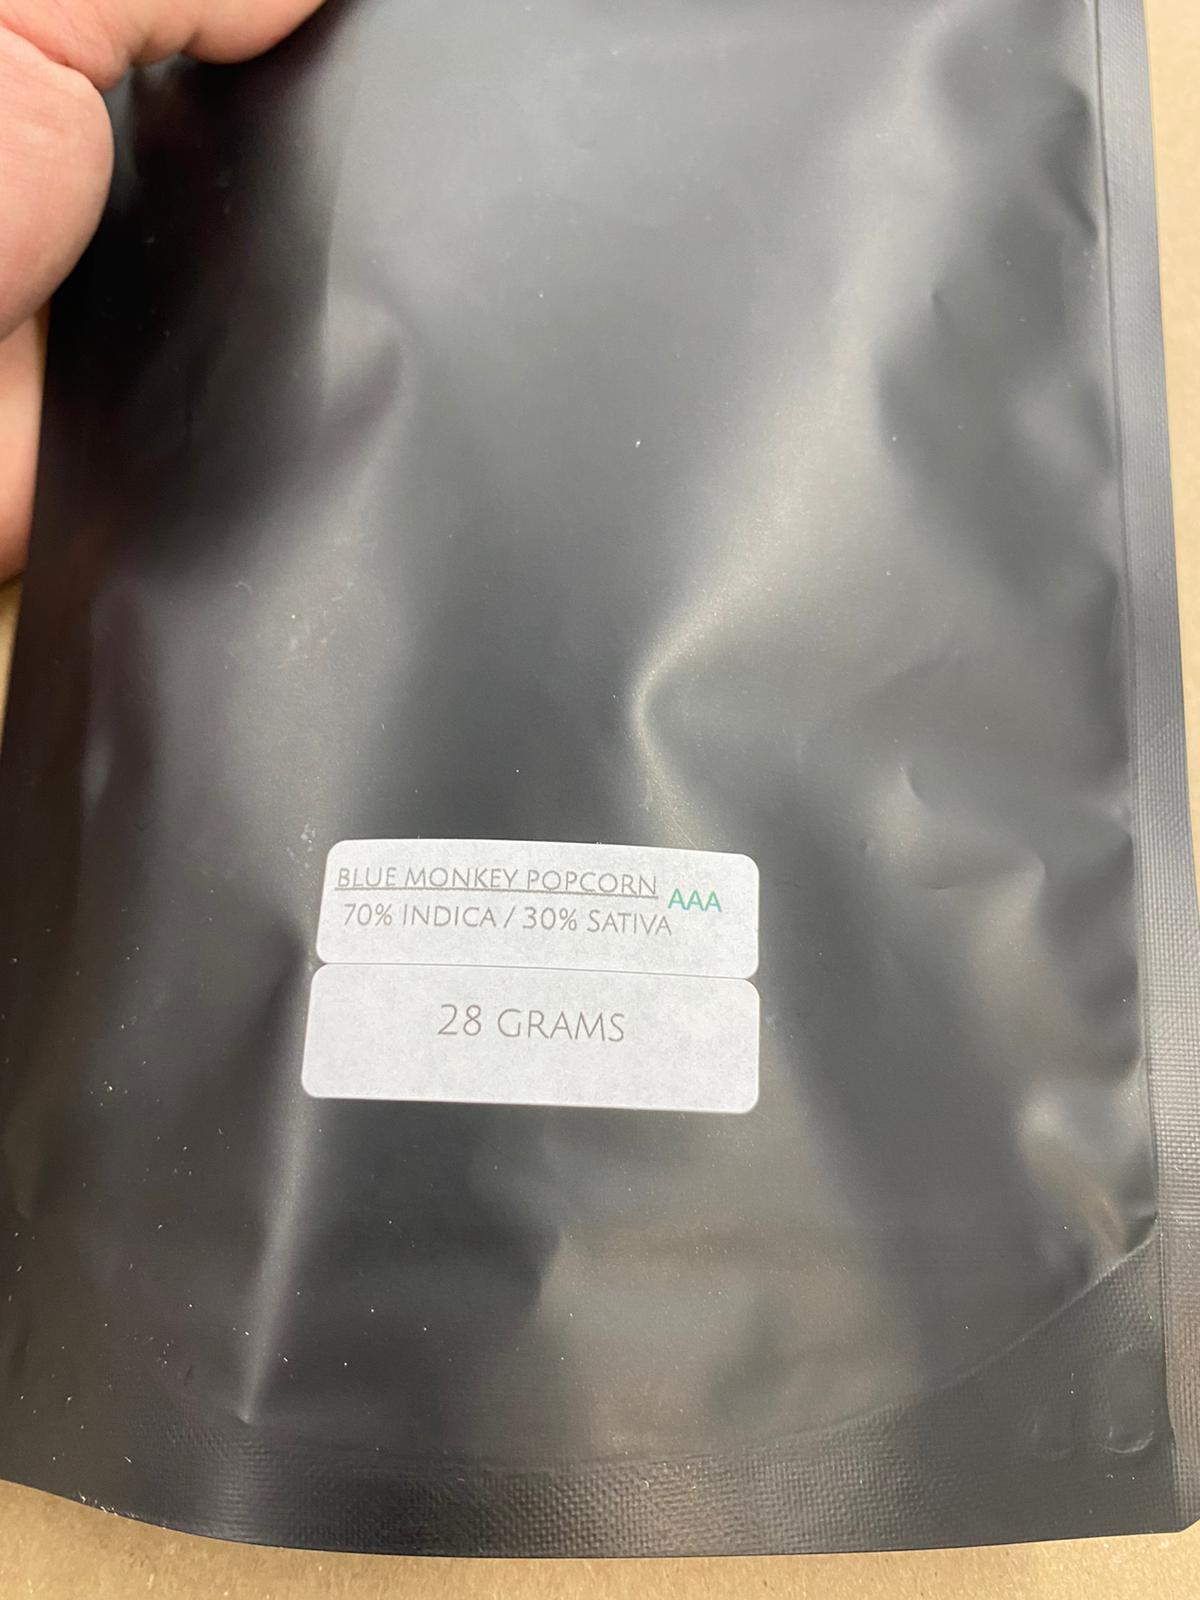 BLUE MONKEY POPCORN AAA
70% INDICA / 30% SATIVA
28 GRAMS